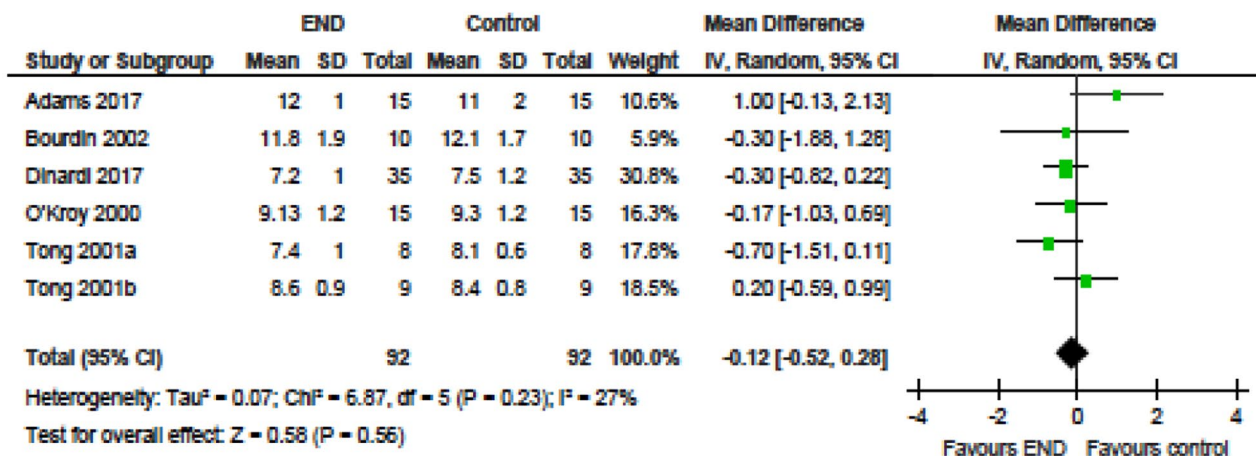 END Control Mean Difference Mean Difference
Study or Subgroup Mean SD Total Mean SD Total Weight IV, Random, 95% CI IV, Random, 95% CI
Adams 2017 12 1 15 11 2 15 10.6% 1.00 [-0.13, 2.13]
Bourdin 2002 11.8 1.9 10 12.1 1.7 10 5.9% -0.30 [-1.88, 1.28]
Dinardi 2017 7.2 1 35 7.5 1.2 35 30.8% -0.30 [-0.82, 0.22]
O'Kroy 2000 9.13 1.2 15 9.3 1.2 15 16.3% -0.17 [-1.03, 0.69]
Tong 2001a 7.4 1 8 8.1 0.6 8 17.8% -0.70 [-1.51, 0.11]
Tong 2001b 8.6 0.9 9 8.4 0.8 9 18.5% 0.20 [-0.59, 0.99]
Total (95% CI) 92 92 100.0% -0.12 [-0.52, 0.28]
Heterogeneity: Tau² = 0.07; Chi² = 6.87, df = 5 (P = 0.23); I² = 27%
Test for overall effect: Z = 0.58 (P = 0.56)
-4 -2 0 2 4
Favours END Favours control